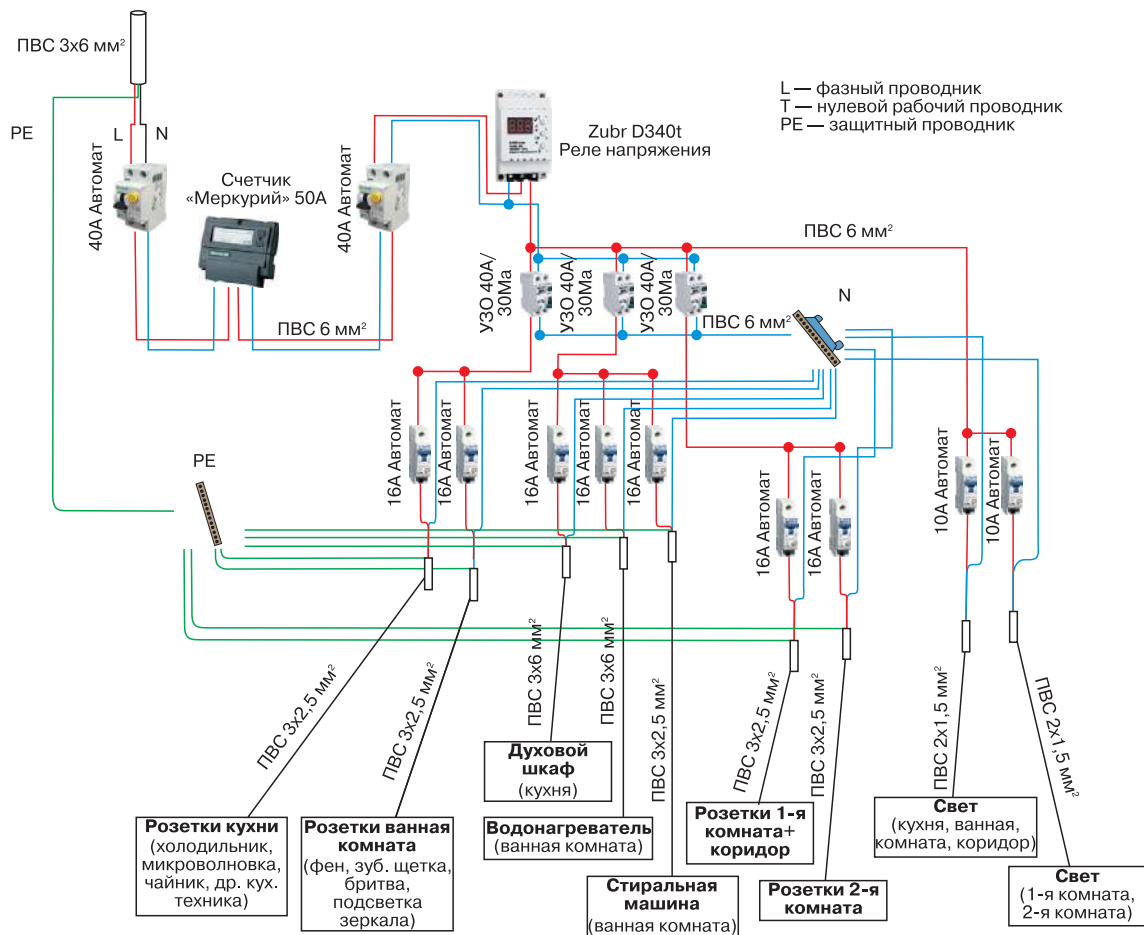 ПВС 3х6 мм²
PE
L
N
40А Автомат
Счетчик
«Меркурий» 50А
40А Автомат
ПВС 6 мм²
Zubr D340t
Реле напряжения
L — фазный проводник
T — нулевой рабочий проводник
PE — защитный проводник
ПВС 6 мм²
УЗО 40А/
30Ма
УЗО 40А/
30Ма
УЗО 40А/
30Ма
ПВС 6 мм²
N
16А Автомат
16А Автомат
16А Автомат
16А Автомат
16А Автомат
16А Автомат
16А Автомат
10А Автомат
10А Автомат
PE
ПВС 3х2,5 мм²
ПВС 3х2,5 мм²
ПВС 3х6 мм²
ПВС 3х6 мм²
ПВС 3х2,5 мм²
ПВС 3х2,5 мм²
ПВС 3х2,5 мм²
ПВС 2х1,5 мм²
ПВС 2х1,5 мм²
Розетки кухни
(холодильник,
микроволновка,
чайник, др. кух.
техника)
Розетки ванная
комната
(фен, зуб. щетка,
бритва,
подсветка
зеркала)
Духовой
шкаф
(кухня)
Водонагреватель
(ванная комната)
Стиральная
машина
(ванная комната)
Розетки 1-я
комната+
коридор
Розетки 2-я
комната
Свет
(кухня, ванная,
комната, коридор)
Свет
(1-я комната,
2-я комната)